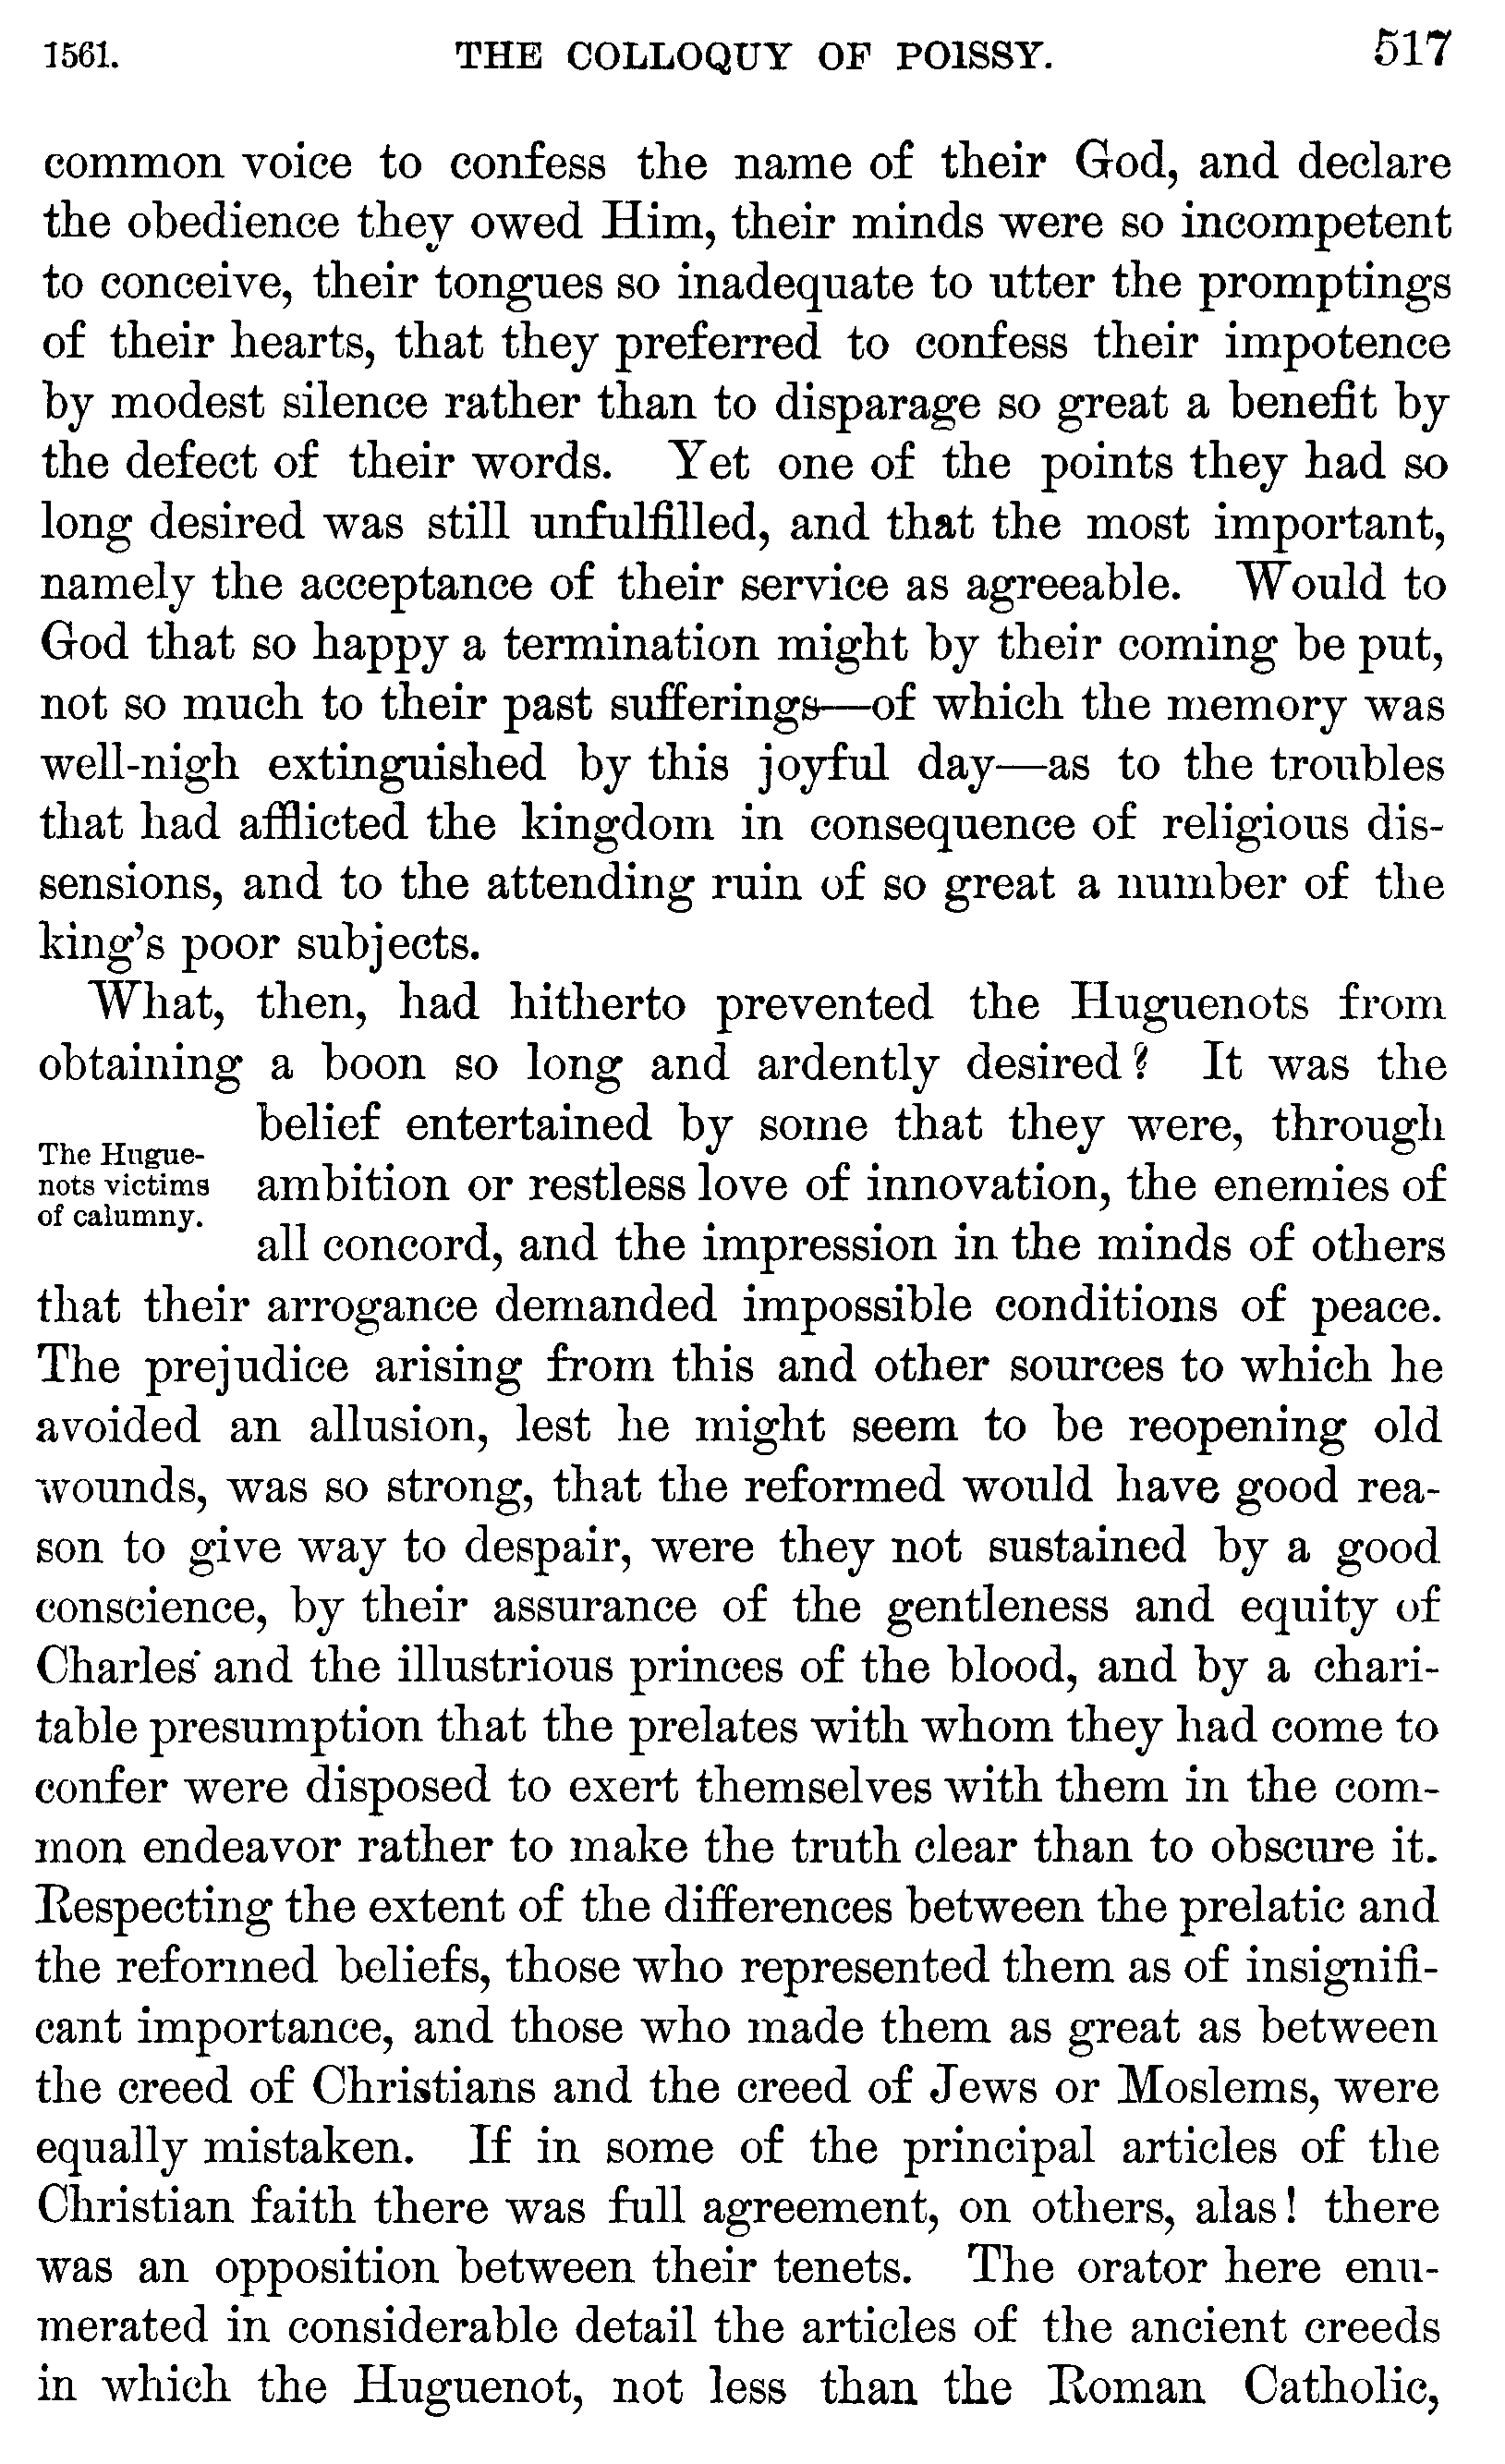 1561. THE COLLOQUY OF POISSY. 517
common voice to confess the name of their God, and declare
the obedience they owed Him, their minds were so incompetent
to conceive, their tongues so inadequate to utter the promptings
of their hearts, that they preferred to confess their impotence
by modest silence rather than to disparage so great a benefit by
the defect of their words. Yet one of the points they had so
long desired was still unfulfilled, and that the most important,
namely the acceptance of their service as agreeable. Would to
God that so happy a termination might by their coming be put,
not so much to their past sufferings—of which the memory was
well-nigh extinguished by this joyful day—as to the troubles
that had afflicted the kingdom in consequence of religious dis-
sensions, and to the attending ruin of so great a number of the
king's poor subjects.
What, then, had hitherto prevented the Huguenots from
obtaining a boon so long and ardently desired? It was the
The Hugue-
nots victims
of calumny.
belief entertained by some that they were, through
ambition or restless love of innovation, the enemies of
all concord, and the impression in the minds of others
that their arrogance demanded impossible conditions of peace.
The prejudice arising from this and other sources to which he
avoided an allusion, lest he might seem to be reopening old
wounds, was so strong, that the reformed would have good rea-
son to give way to despair, were they not sustained by a good
conscience, by their assurance of the gentleness and equity of
Charles and the illustrious princes of the blood, and by a chari-
table presumption that the prelates with whom they had come to
confer were disposed to exert themselves with them in the com-
mon endeavor rather to make the truth clear than to obscure it.
Respecting the extent of the differences between the prelatic and
the reformed beliefs, those who represented them as of insignifi-
cant importance, and those who made them as great as between
the creed of Christians and the creed of Jews or Moslems, were
equally mistaken. If in some of the principal articles of the
Christian faith there was full agreement, on others, alas! there
was an opposition between their tenets. The orator here enu-
merated in considerable detail the articles of the ancient creeds
in which the Huguenot, not less than the Roman Catholic,